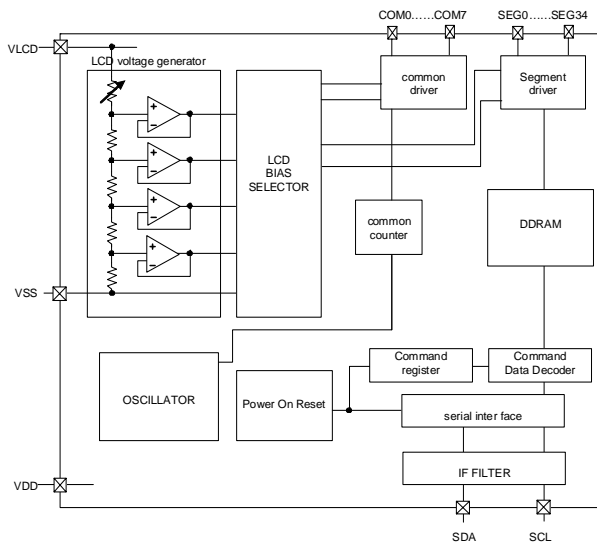 COM0……COM7 SEG0……SEG34
VLCD
LCD voltage generator
common
driver
Segment
driver
+
−
+
−
+
−
+
−
LCD
BIAS
SELECTOR
common
counter
DDRAM
VSS
OSCILLATOR
Power On Reset
Command
register
Command
Data Decoder
serial inter face
IF FILTER
VDD
SDA SCL